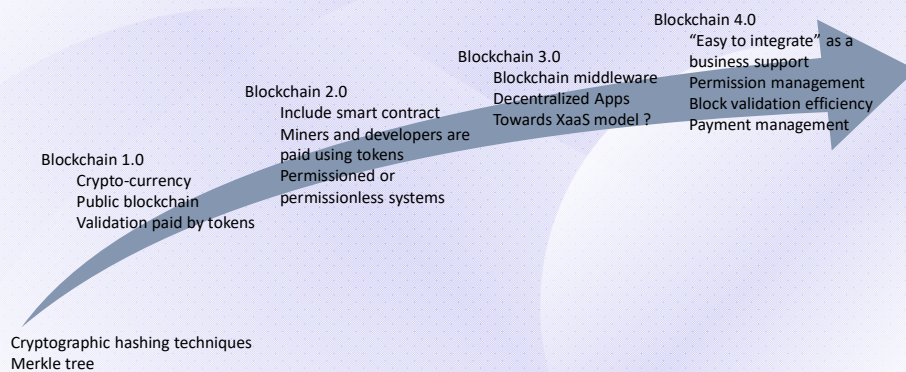 Blockchain 1.0
Crypto-currency
Public blockchain
Validation paid by tokens
Blockchain 2.0
Include smart contract
Miners and developers are
paid using tokens
Permissioned or
permissionless systems
Blockchain 3.0
Blockchain middleware
Decentralized Apps
Towards XaaS model ?
Blockchain 4.0
“Easy to integrate” as a
business support
Permission management
Block validation efficiency
Payment management
Cryptographic hashing techniques
Merkle tree